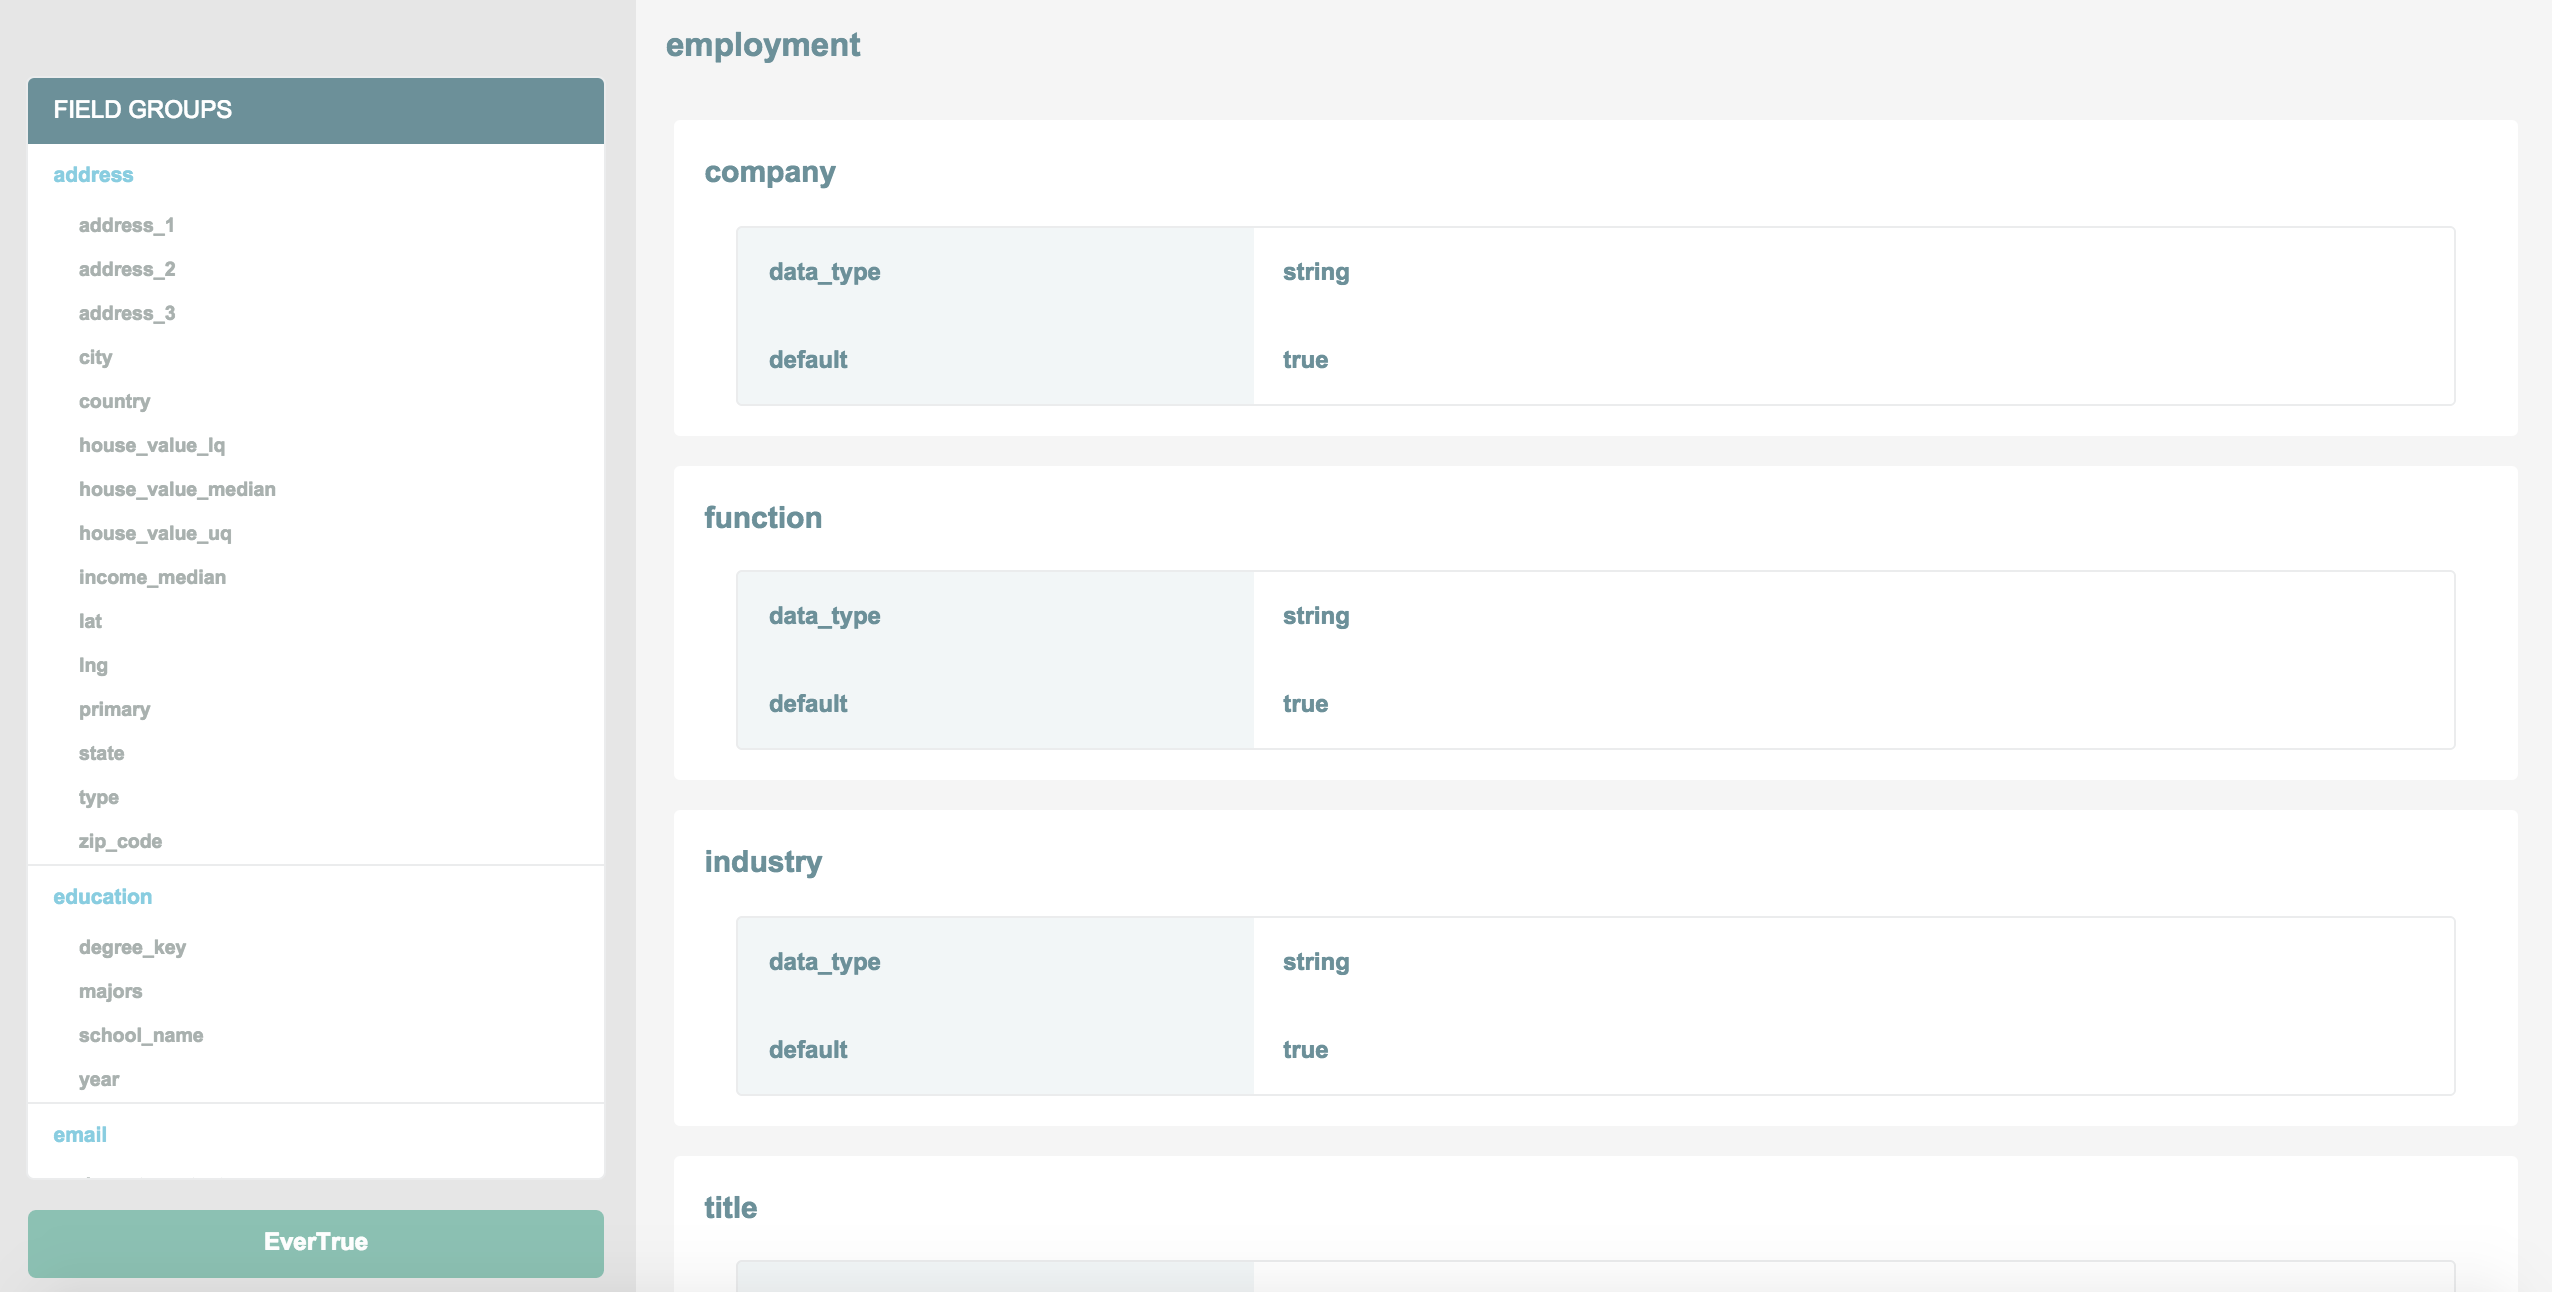 FIELD GROUPS
address
address_1
address_2
address_3
city
country
house_value_lq
house_value_median
house_value_uq
income_median
lat
lng
primary
state
type
zip_code
education
degree_key
majors
school_name
year
email
EverTrue
employment
company
data_type string
default true
function
data_type string
default true
industry
data_type string
default true
title